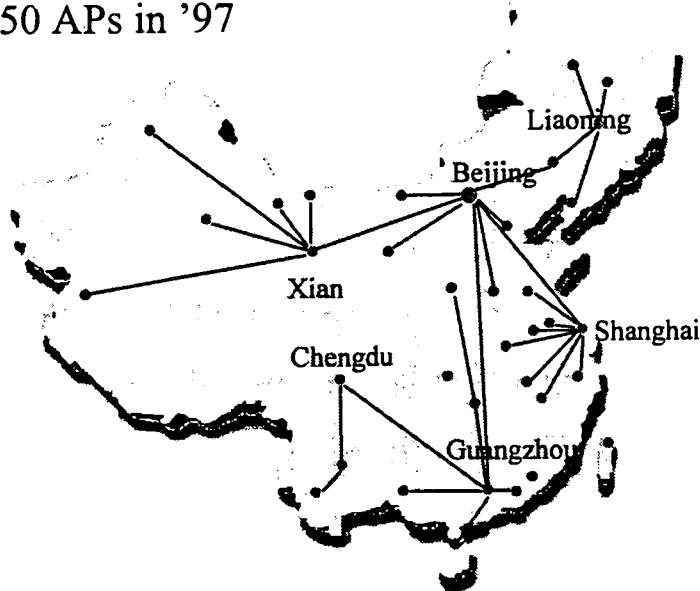 50 APs in ’97
Liaoning
Beijing
Xian
Shanghai
Chengdu
Guangzhou